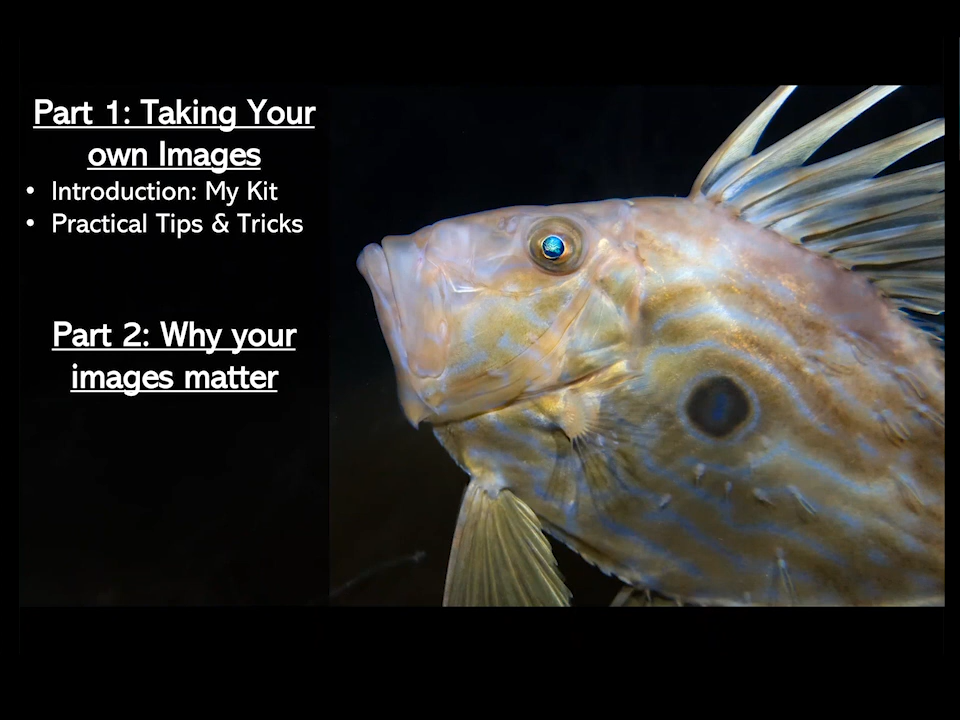 Part 1: Taking Your
own Images
• Introduction: My Kit
• Practical Tips & Tricks
Part 2: Why your
images matter